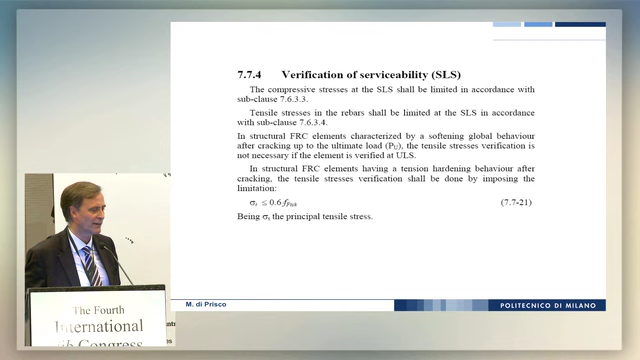 7.7.4 Verification of serviceability (SLS)
The compressive stresses at the SLS shall be limited in accordance with
sub-clause 7.6.3.3.
Tensile stresses in the rebars shall be limited at the SLS in accordance
with sub-clause 7.6.3.4.
In structural FRC elements characterized by a softening global behaviour
after cracking up to the ultimate load (PU), the tensile stresses verification is
not necessary if the element is verified at ULS.
In structural FRC elements having a tension hardening behaviour after
cracking, the tensile stresses verification shall be done by imposing the
limitation:
(7.7-21)
Being σt the principal tensile stress.
M. di Prisco
POLITECNICO DI MILANO
The Fourth
International
Congress